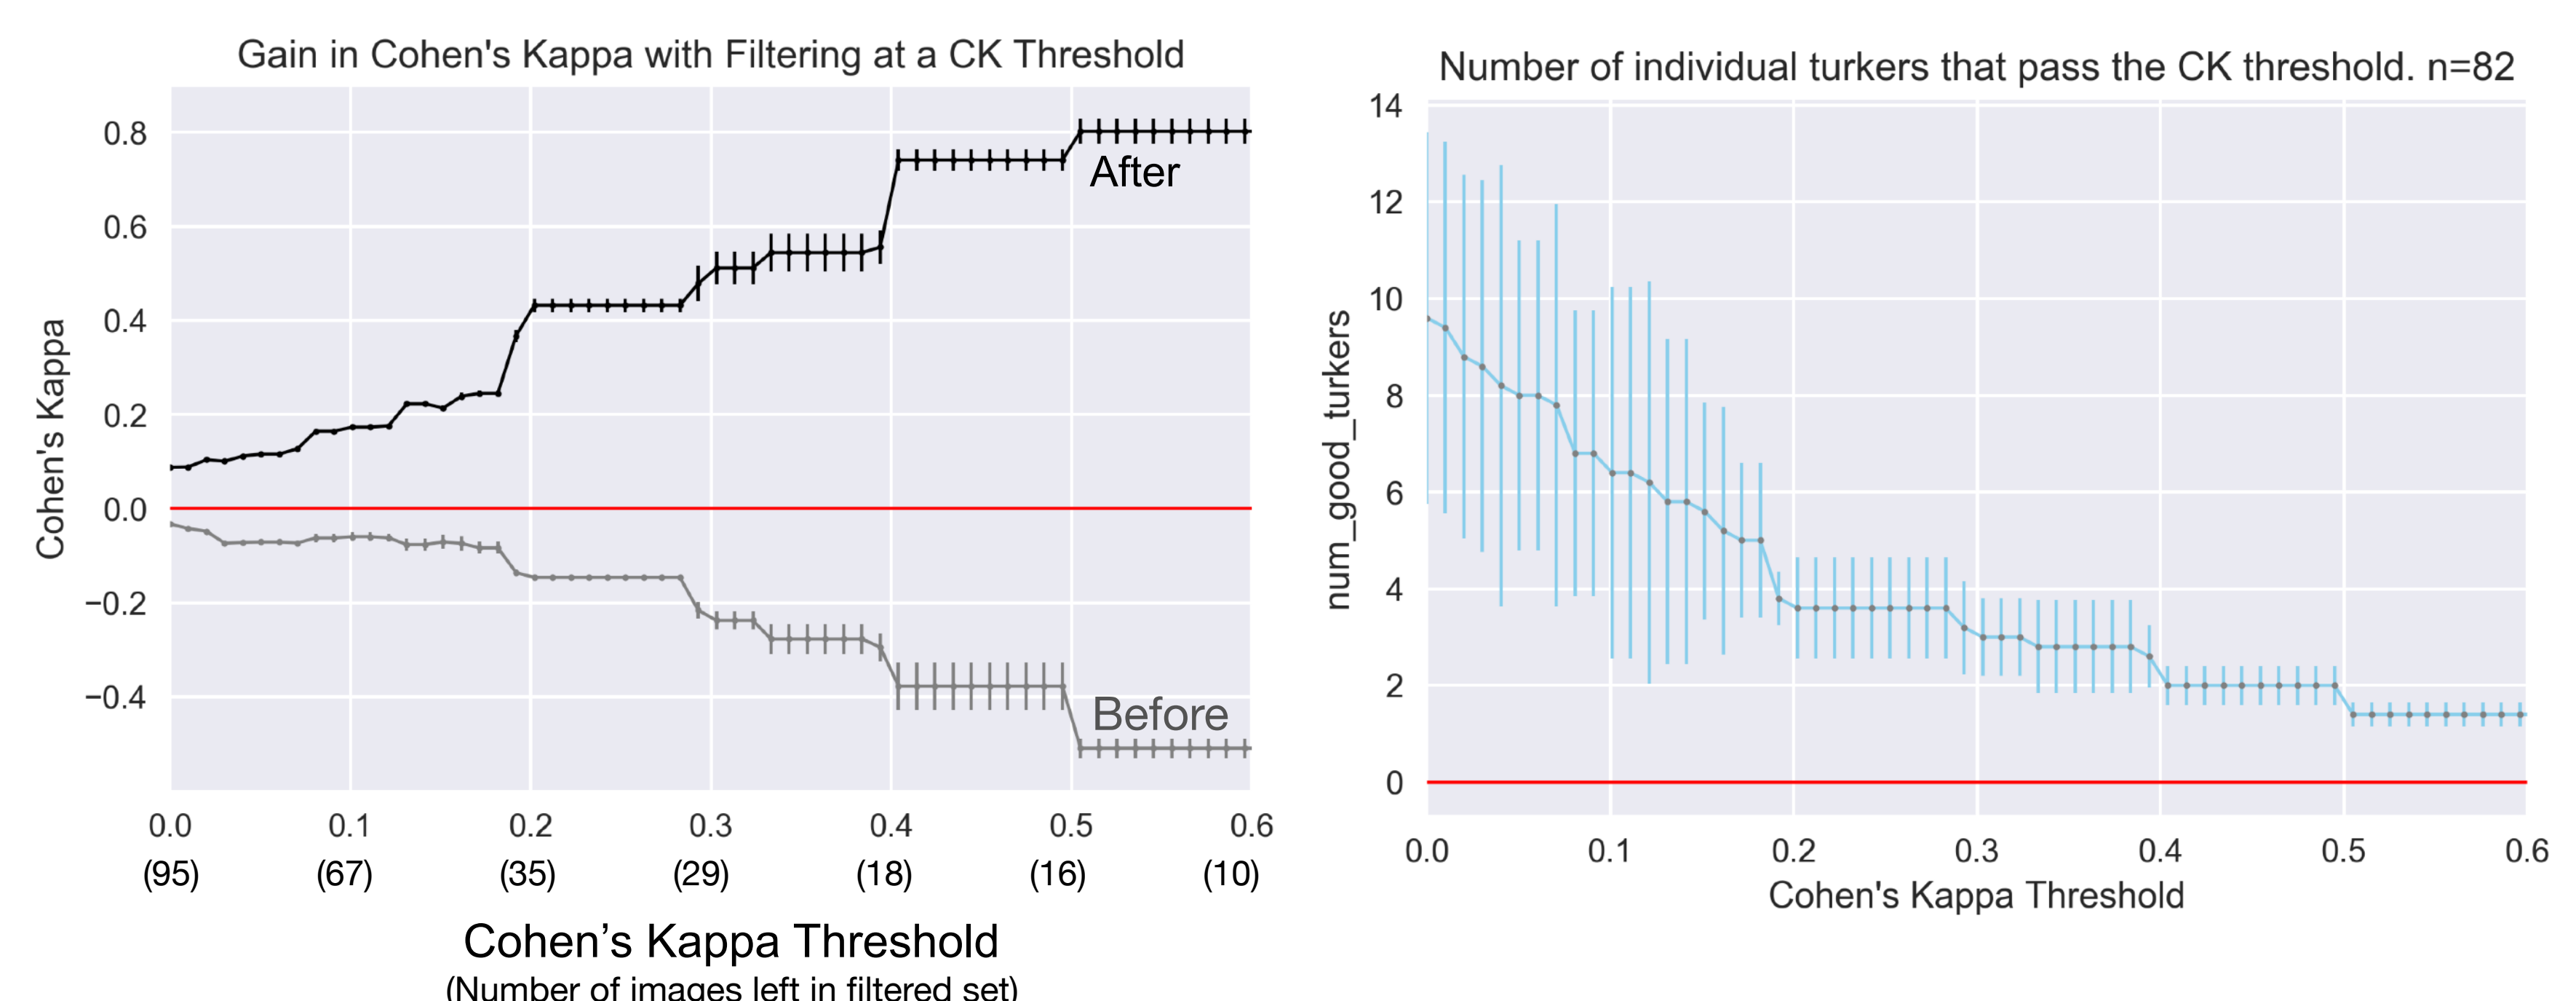 Gain in Cohen's Kappa with Filtering at a CK Threshold
Cohen's Kappa
0.8
0.6
0.4
0.2
0.0
−0.2
−0.4
After
Before
0.0 0.1 0.2 0.3 0.4 0.5 0.6
(95) (67) (35) (29) (18) (16) (10)
Cohen’s Kappa Threshold
(Number of images left in filtered set)
Number of individual turkers that pass the CK threshold. n=82
num_good_turkers
14
12
10
8
6
4
2
0
0.0 0.1 0.2 0.3 0.4 0.5 0.6
Cohen's Kappa Threshold